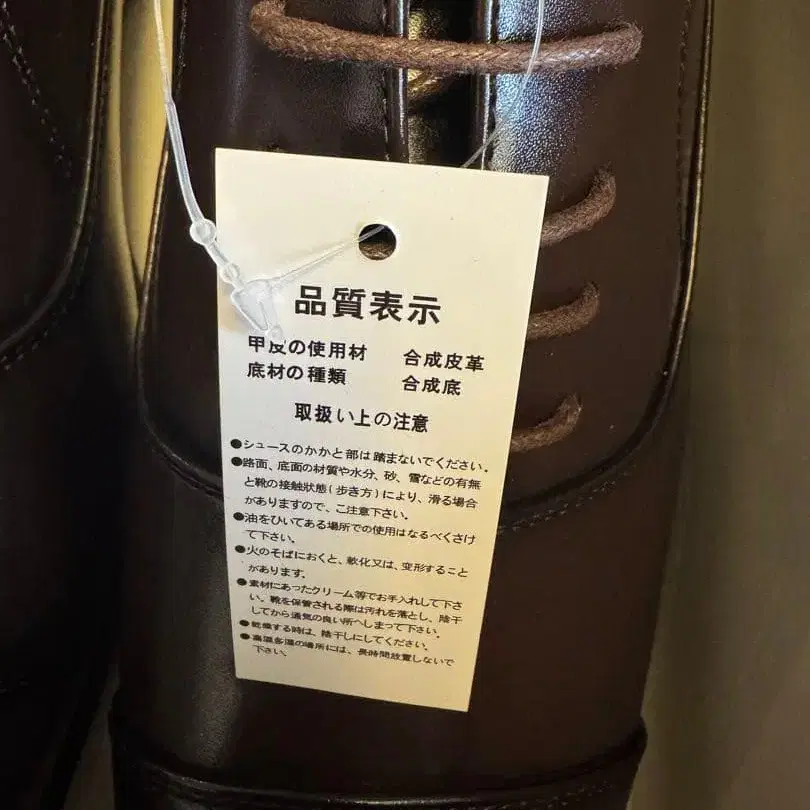 品質表示
甲皮の使用材 合成皮革
底材の種類 合成底
取扱い上の注意
●シュースのかかと部は踏まないでください。
●路面、底面の材質や水分、砂、雪などの有無
と靴の接触状態(歩き方)により、滑る場合
がありますので、ご注意下さい。
●油をひいてある場所での使用はなるべくさけ
て下さい。
●火のそばにおくと、軟化又は、変形すること
があります。
●素材にあったクリーム等でお手入れして下さ
い。靴を保管される際は汚れを落とし、陰干
ししてから通気の良い所へしまって下さい。
●乾燥する時は、陰干しにしてください。
●高温多湿の場所には、長時間放置しないで
下さい。